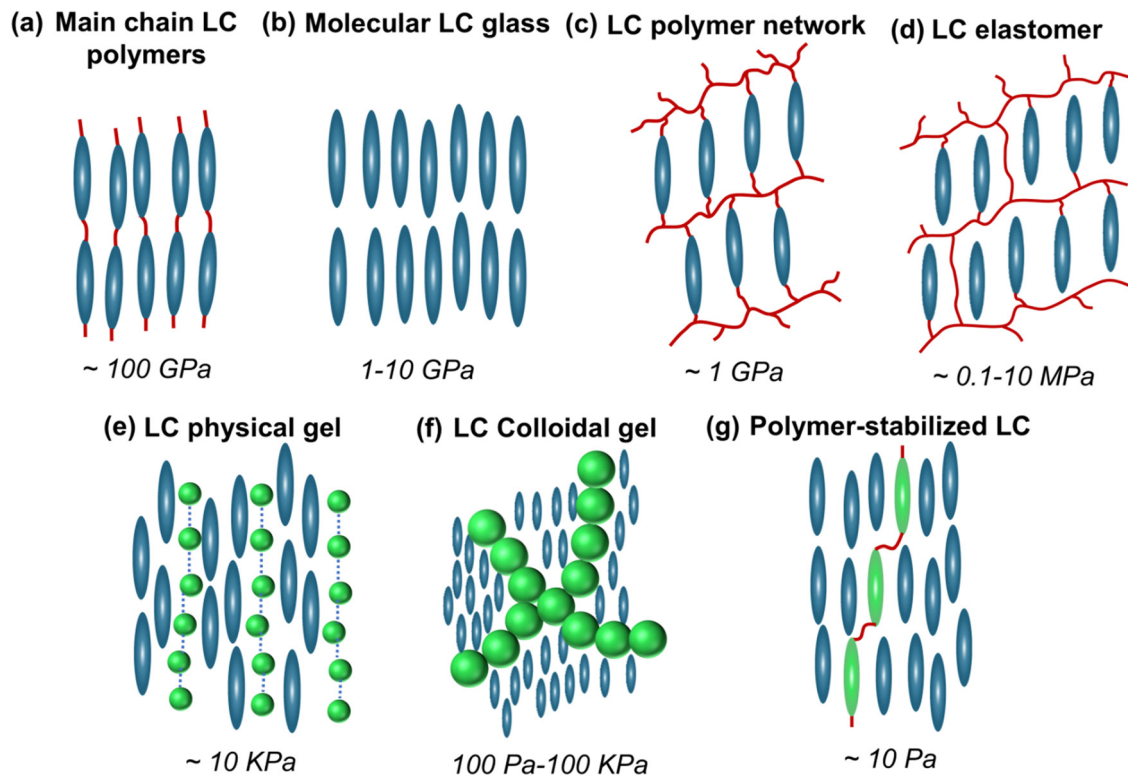 (a) Main chain LC
polymers
(b) Molecular LC glass
(c) LC polymer network
(d) LC elastomer
~ 100 GPa
1-10 GPa
~ 1 GPa
~ 0.1-10 MPa
(e) LC physical gel
(f) LC Colloidal gel
(g) Polymer-stabilized LC
~ 10 KPa
100 Pa-100 KPa
~ 10 Pa